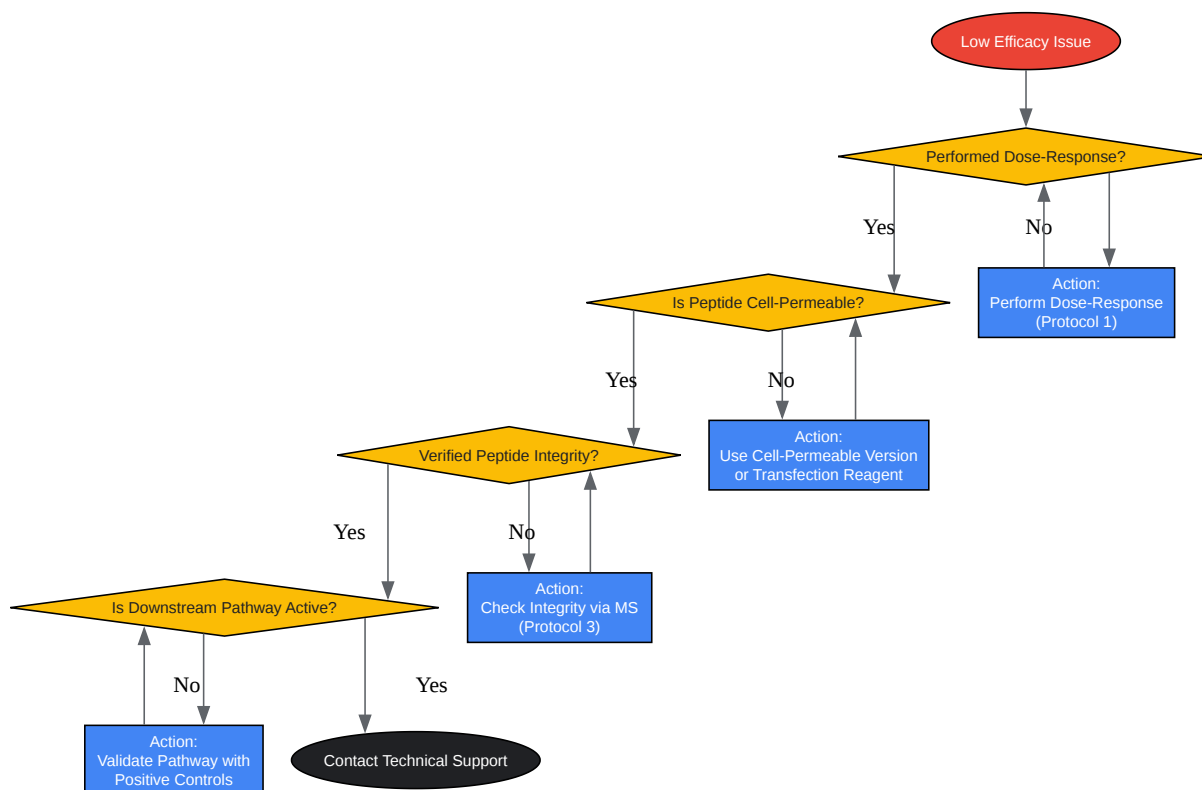 Low Efficacy Issue
Performed Dose-Response?
Yes
No
Action:
Perform Dose-Response
(Protocol 1)
Is Peptide Cell-Permeable?
Yes
No
Action:
Use Cell-Permeable Version
or Transfection Reagent
Verified Peptide Integrity?
Yes
No
Action:
Check Integrity via MS
(Protocol 3)
Is Downstream Pathway Active?
No
Yes
Action:
Validate Pathway with
Positive Controls
Contact Technical Support